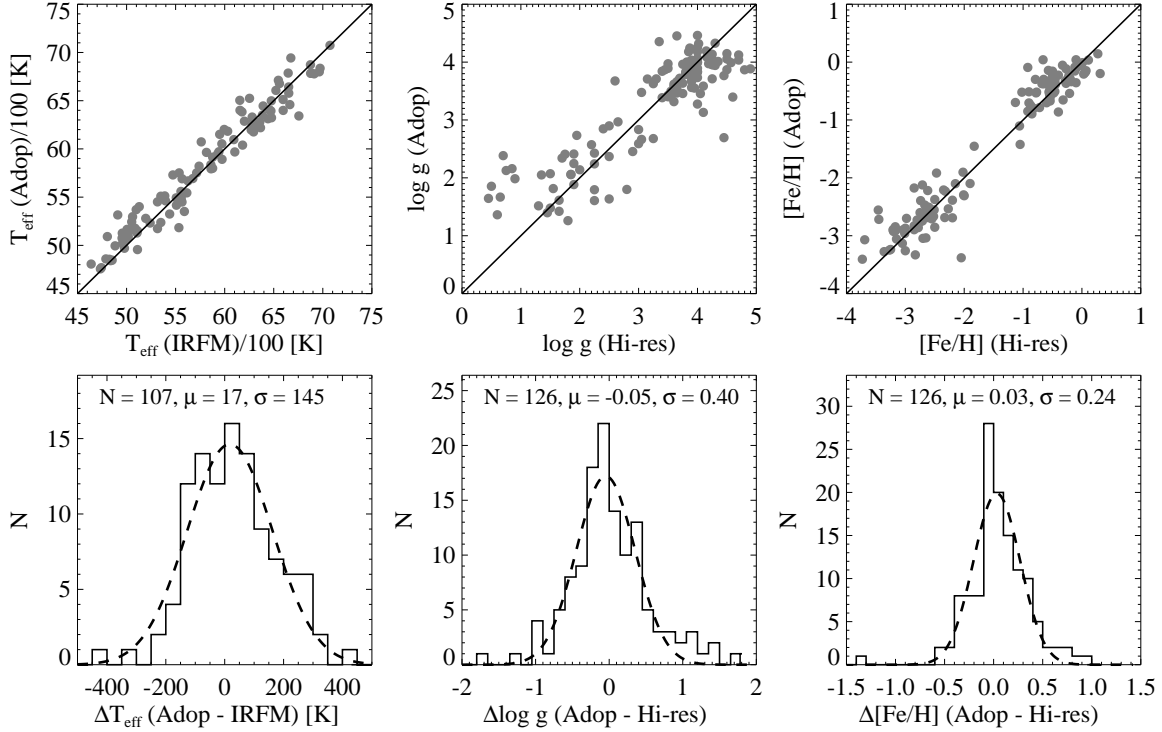 75
70
65
60
55
50
45
T_eff (Adop)/100 [K]
45 50 55 60 65 70 75
T_eff (IRFM)/100 [K]
5
4
3
2
1
0
log g (Adop)
0 1 2 3 4 5
log g (Hi-res)
1
0
-1
-2
-3
-4
[Fe/H] (Adop)
-4 -3 -2 -1 0 1
[Fe/H] (Hi-res)
N = 107, μ = 17, σ = 145
15
10
5
0
N
-400 -200 0 200 400
ΔT_eff (Adop - IRFM) [K]
N = 126, μ = -0.05, σ = 0.40
25
20
15
10
5
0
N
-2 -1 0 1 2
Δlog g (Adop - Hi-res)
N = 126, μ = 0.03, σ = 0.24
30
20
10
0
N
-1.5 -1.0 -0.5 0.0 0.5 1.0 1.5
Δ[Fe/H] (Adop - Hi-res)